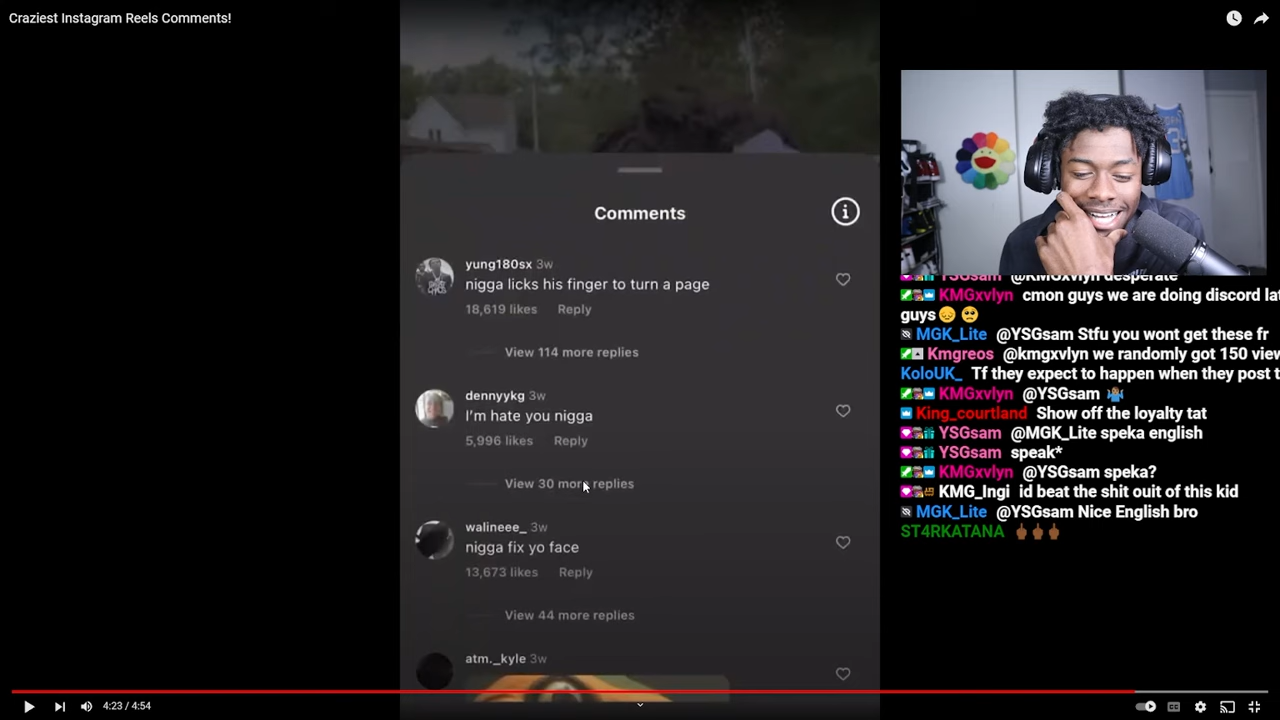 Craziest Instagram Reels Comments!
Comments
yung180sx 3w
nigga licks his finger to turn a page
18,619 likes Reply
View 114 more replies
dennyykg 3w
I'm hate you nigga
5,996 likes Reply
View 30 more replies
walineee_ 3w
nigga fix yo face
13,673 likes Reply
View 44 more replies
atm._kyle 3w
YSGsam @KMGxvlyn desperate
KMGxvlyn cmon guys we are doing discord lat
guys😞 🥺
MGK_Lite @YSGsam Stfu you wont get these fr
Kmgreos @kmgxvlyn we randomly got 150 view
KoloUK_ Tf they expect to happen when they post t
KMGxvlyn @YSGsam 🤷🏾‍♂️
King_courtland Show off the loyalty tat
YSGsam @MGK_Lite speka english
YSGsam speak*
KMGxvlyn @YSGsam speka?
KMG_Ingi id beat the shit ouit of this kid
MGK_Lite @YSGsam Nice English bro
ST4RKATANA 🖕🏾🖕🏾🖕🏾
4:23 / 4:54
CC